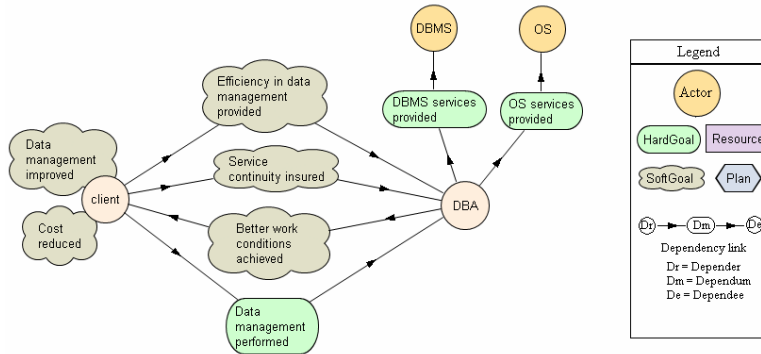 DBMS
OS
Efficiency in data
management
provided
DBMS services
provided
OS services
provided
Data
management
improved
Service
continuity insured
client
DBA
Cost
reduced
Better work
conditions
achieved
Data
management
performed
Legend
Actor
HardGoal
Resource
SoftGoal
Plan
Dr
Dm
De
Dependency link
Dr = Depender
Dm = Dependum
De = Dependee